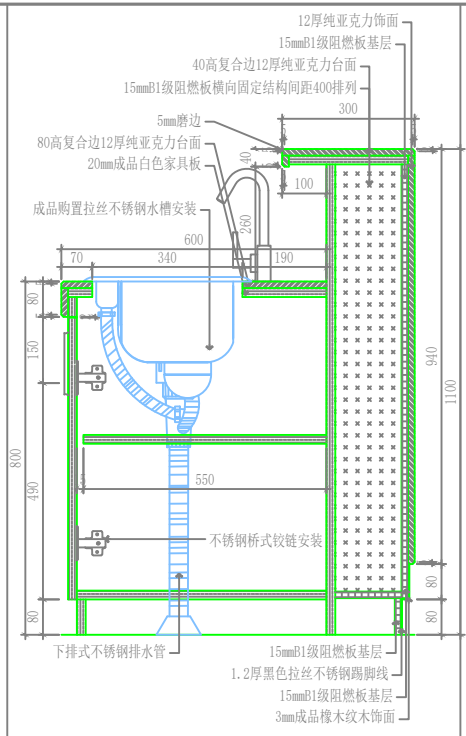 12厚纯亚克力饰面
15mmB1级阻燃板基层
40高复合边12厚纯亚克力台面
15mmB1级阻燃板横向固定结构间距400排列
300
5mm磨边
40
80高复合边12厚纯亚克力台面
20mm成品白色家具板
100
成品购置拉丝不锈钢水槽安装
260
600
70
340
190
80
150
940
1100
800
490
550
不锈钢桥式铰链安装
80
80
80
下排式不锈钢排水管
15mmB1级阻燃板基层
1.2厚黑色拉丝不锈钢踢脚线
15mmB1级阻燃板基层
3mm成品橡木纹木饰面